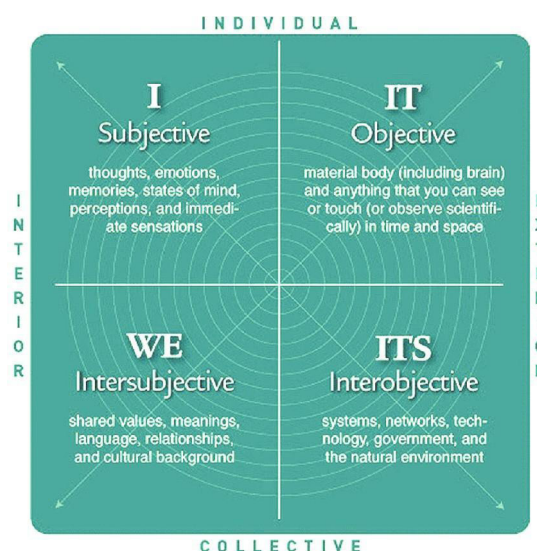 INDIVIDUAL
I
Subjective
thoughts, emotions,
memories, states of mind,
perceptions, and immedi-
ate sensations
IT
Objective
material body (including brain)
and anything that you can see
or touch (or observe scientifi-
cally) in time and space
INTERIOR
WE
Intersubjective
shared values, meanings,
language, relationships,
and cultural background
ITS
Interobjective
systems, networks, tech-
nology, government, and
the natural environment
COLLECTIVE